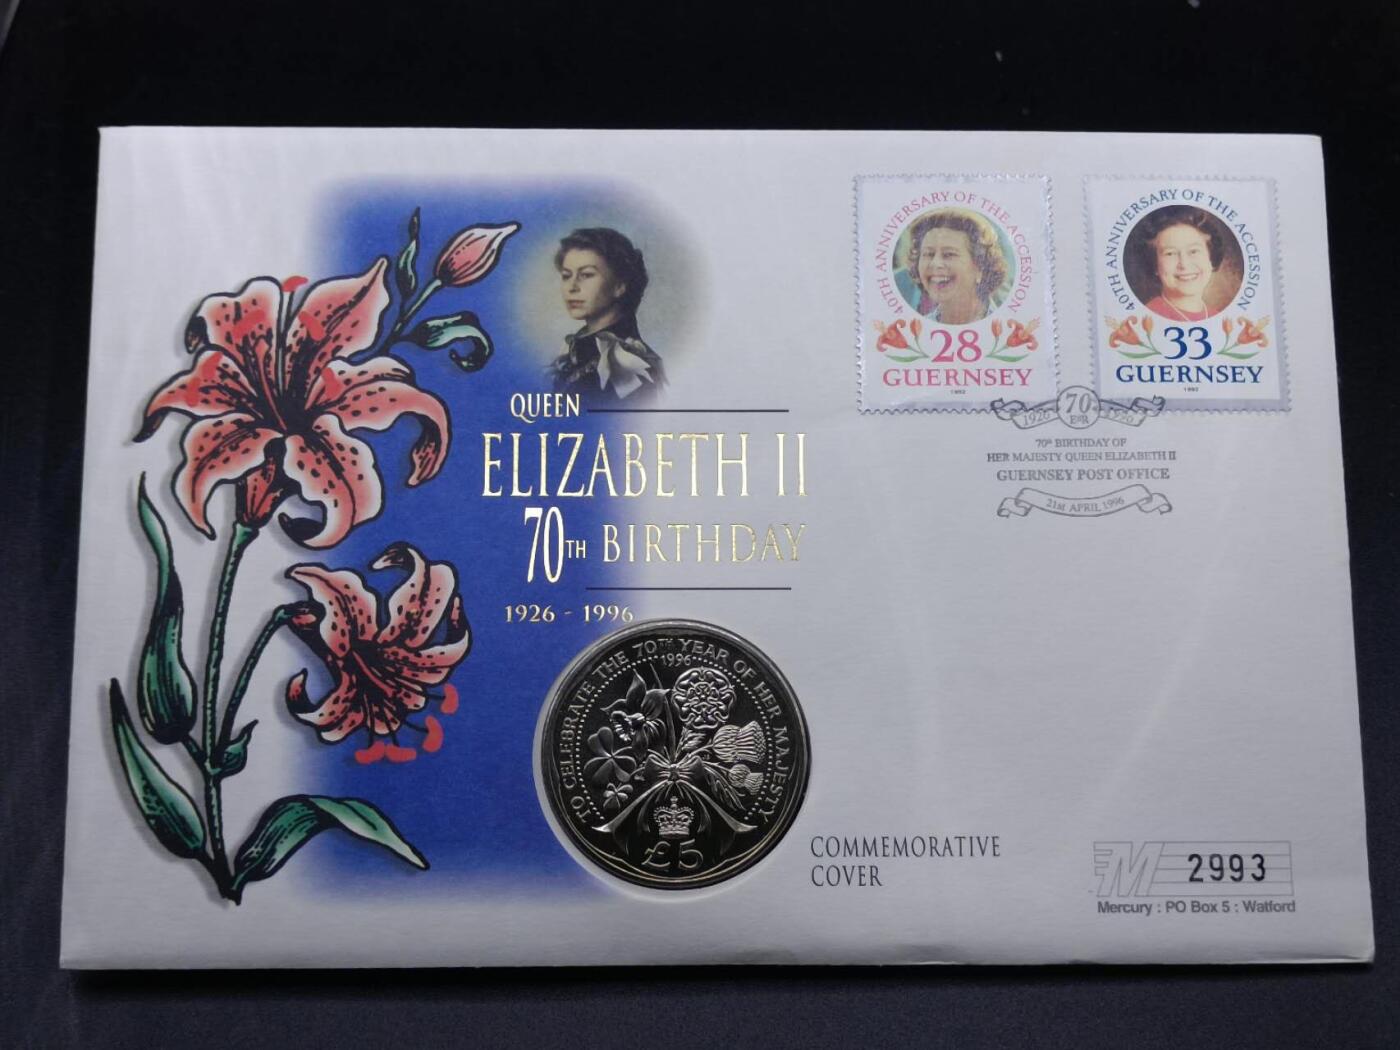 40TH ANNIVERSARY OF THE ACCESSION
28
GUERNSEY
1992
40TH ANNIVERSARY OF THE ACCESSION
33
GUERNSEY
1992
1926 70 1996
EIIR
70th BIRTHDAY OF
HER MAJESTY QUEEN ELIZABETH II
GUERNSEY POST OFFICE
21st APRIL 1996
QUEEN
ELIZABETH II
70TH BIRTHDAY
1926 - 1996
TO CELEBRATE THE 70TH YEAR OF HER MAJESTY
1996
£5
COMMEMORATIVE
COVER
M 2993
Mercury : PO Box 5 : Watford